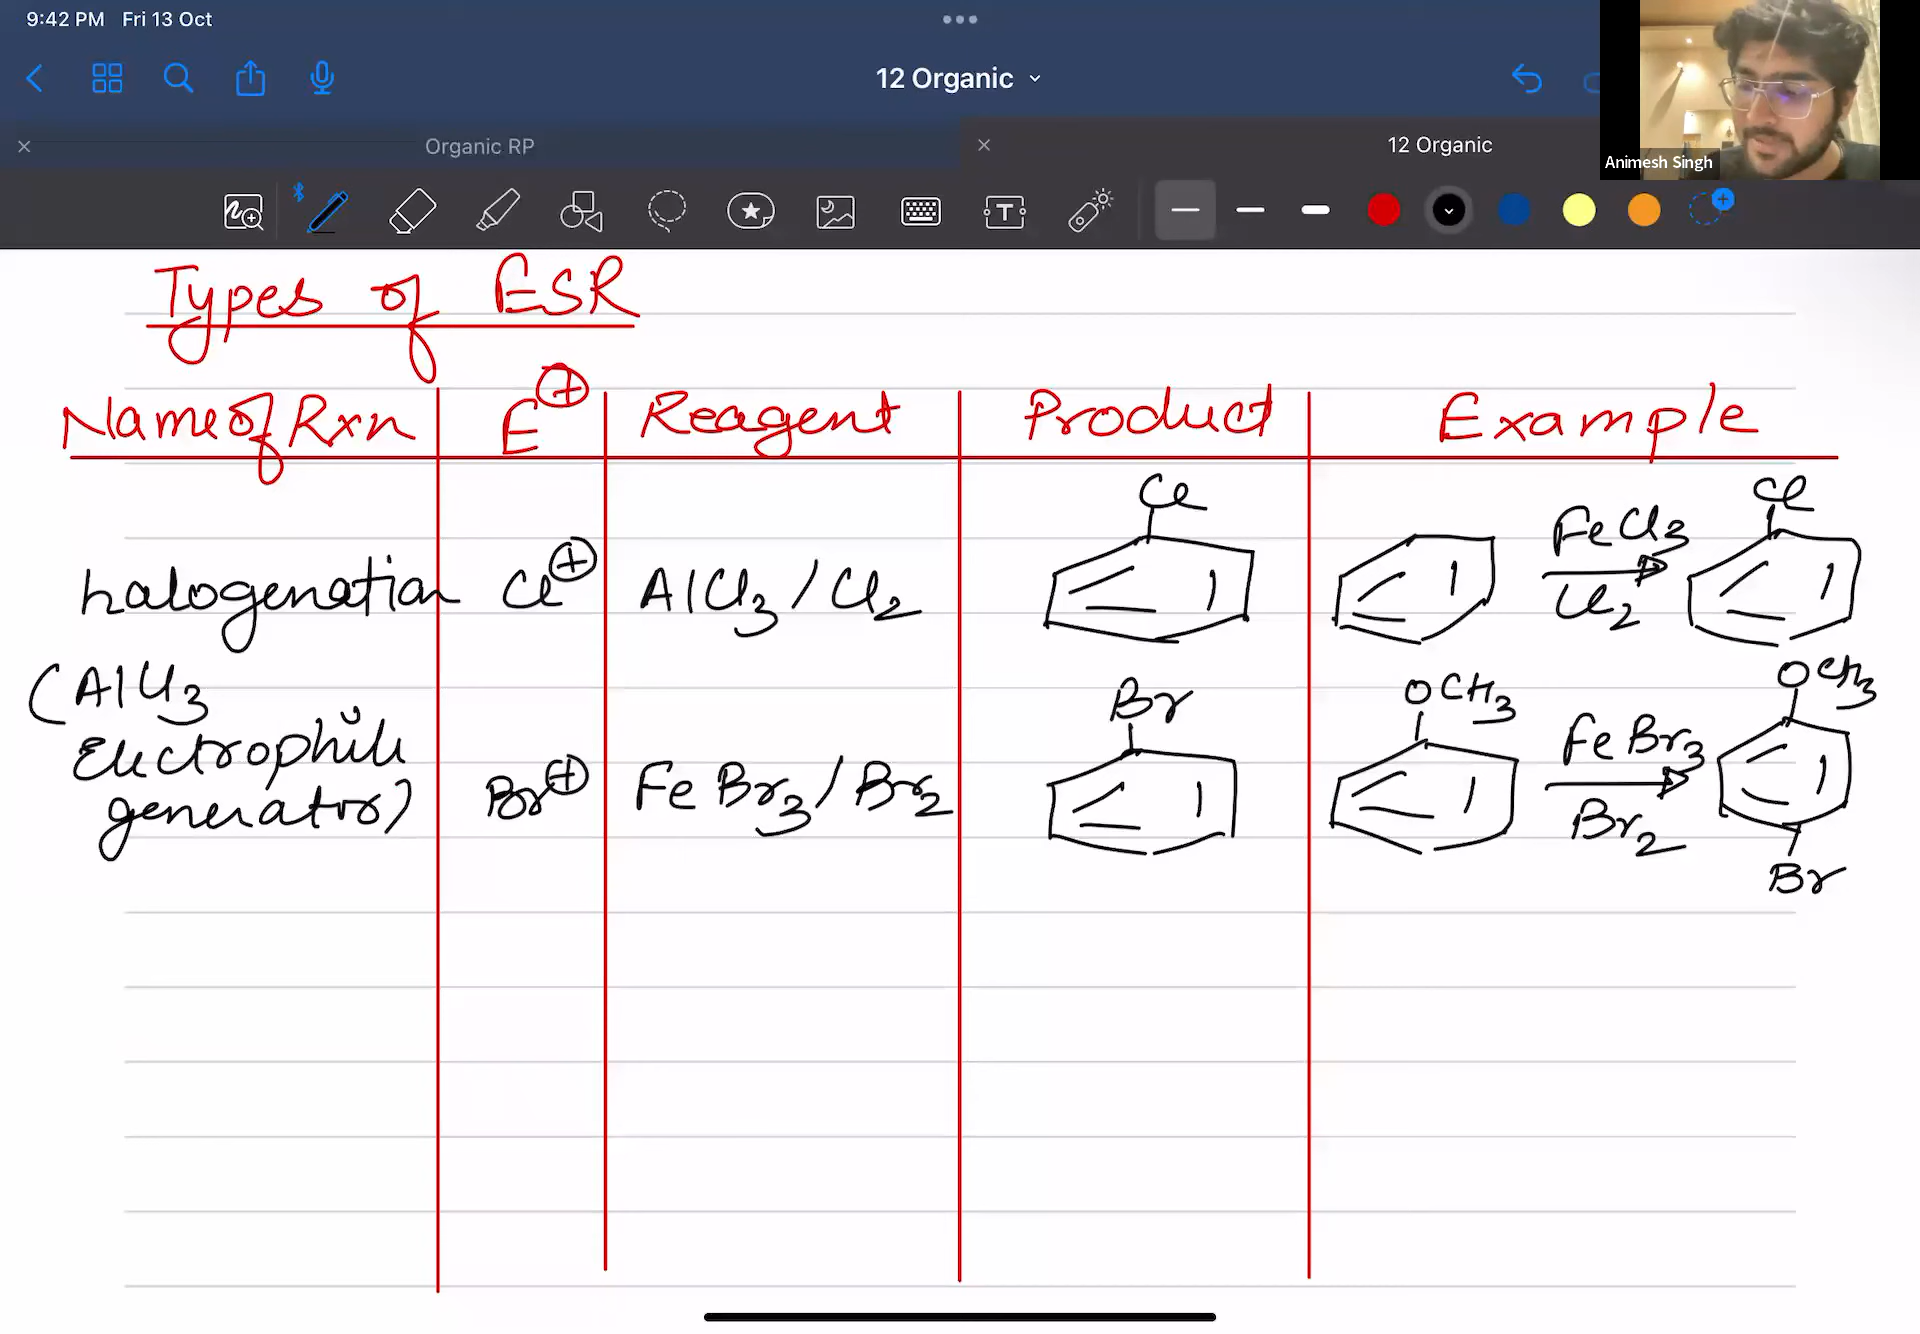 9:42 PM Fri 13 Oct
12 Organic
Organic RP
12 Organic
Animesh Singh
Types of ESR
Name of Rxn E⊕ Reagent Product Example
halogenation Cl⊕ AlCl3 / Cl2 Cl FeCl3 Cl2 Cl
(AlCl3
Electrophile
generator)
Br⊕ FeBr3 / Br2 Br OCH3 FeBr3 Br2 OCH3 Br